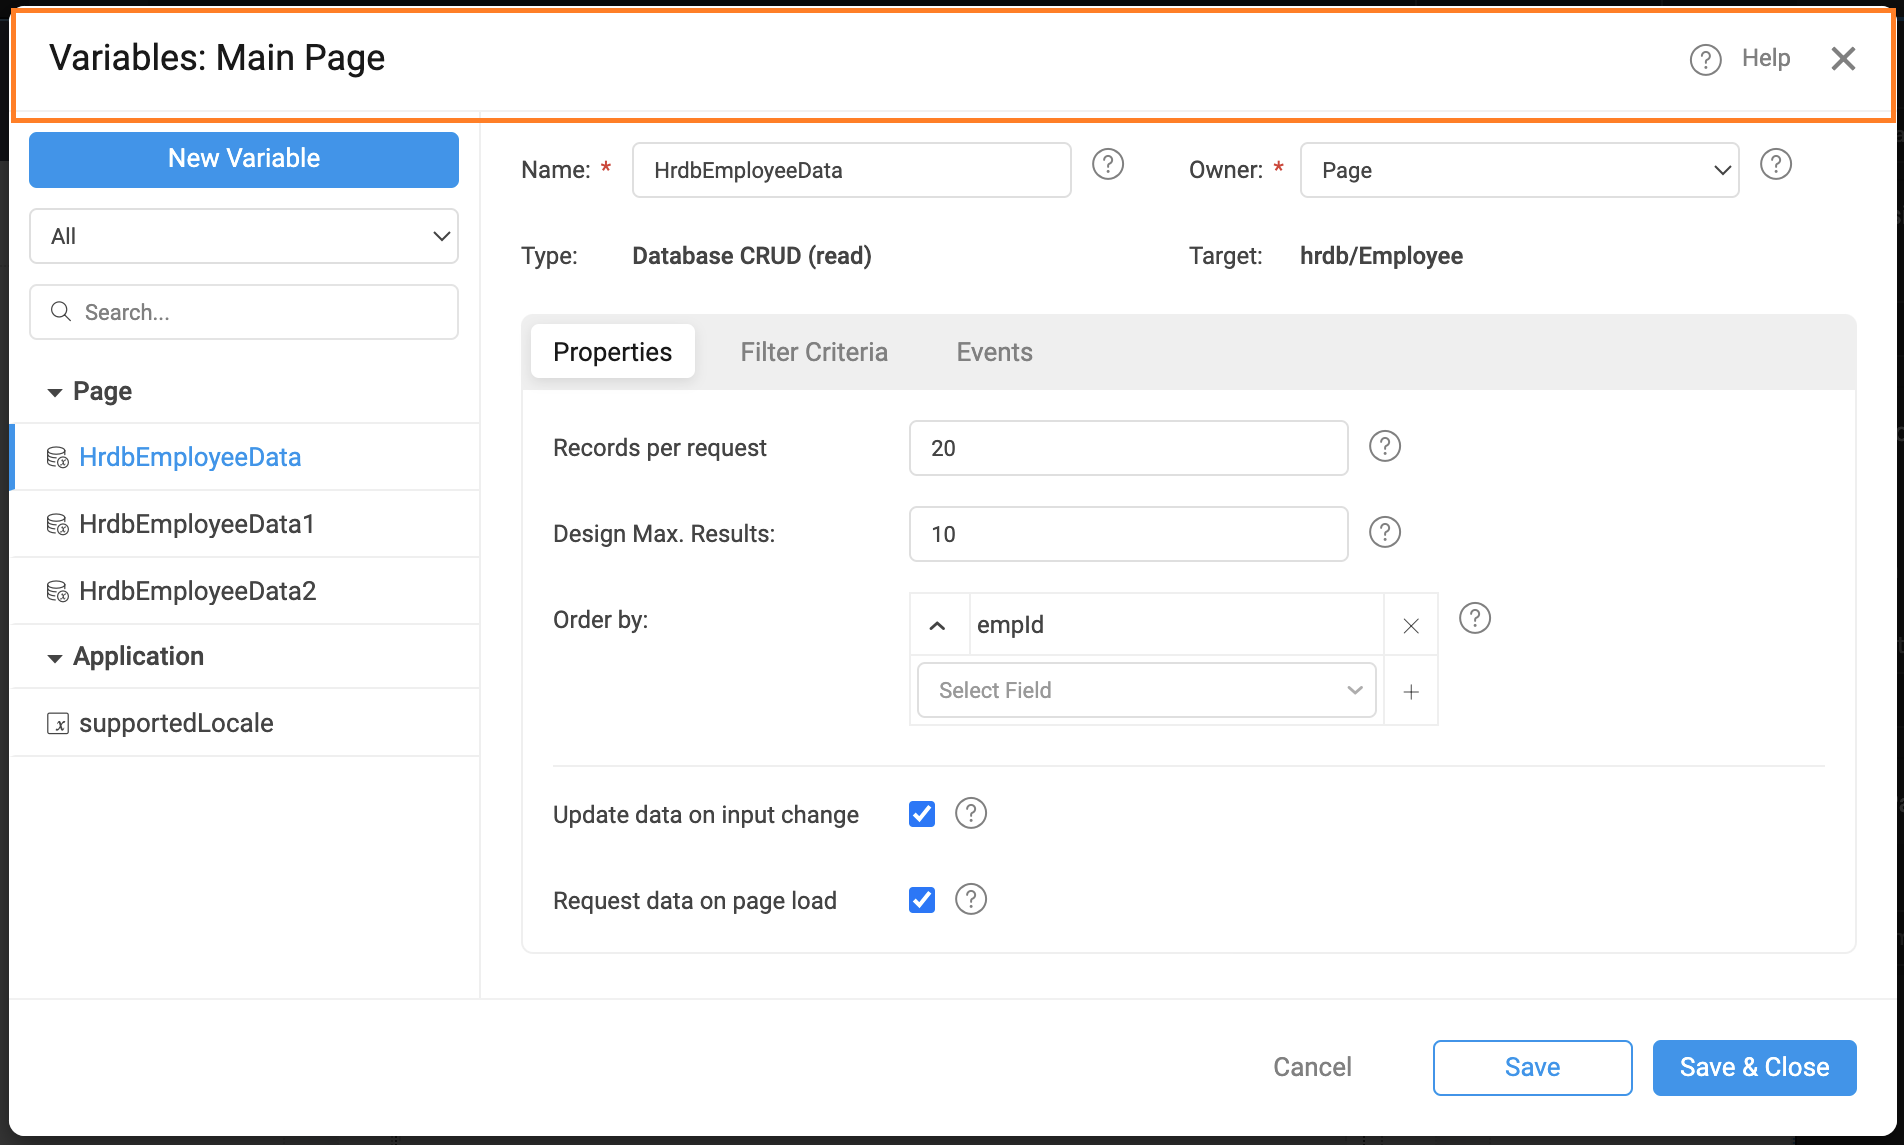 Variables: Main Page
Help
New Variable
All
Search...
Page
HrdbEmployeeData
HrdbEmployeeData1
HrdbEmployeeData2
Application
supportedLocale
Name: * HrdbEmployeeData
Owner: * Page
Type: Database CRUD (read)
Target: hrdb/Employee
Properties Filter Criteria Events
Records per request 20
Design Max. Results: 10
Order by: empId
Select Field
Update data on input change
Request data on page load
Cancel Save Save & Close